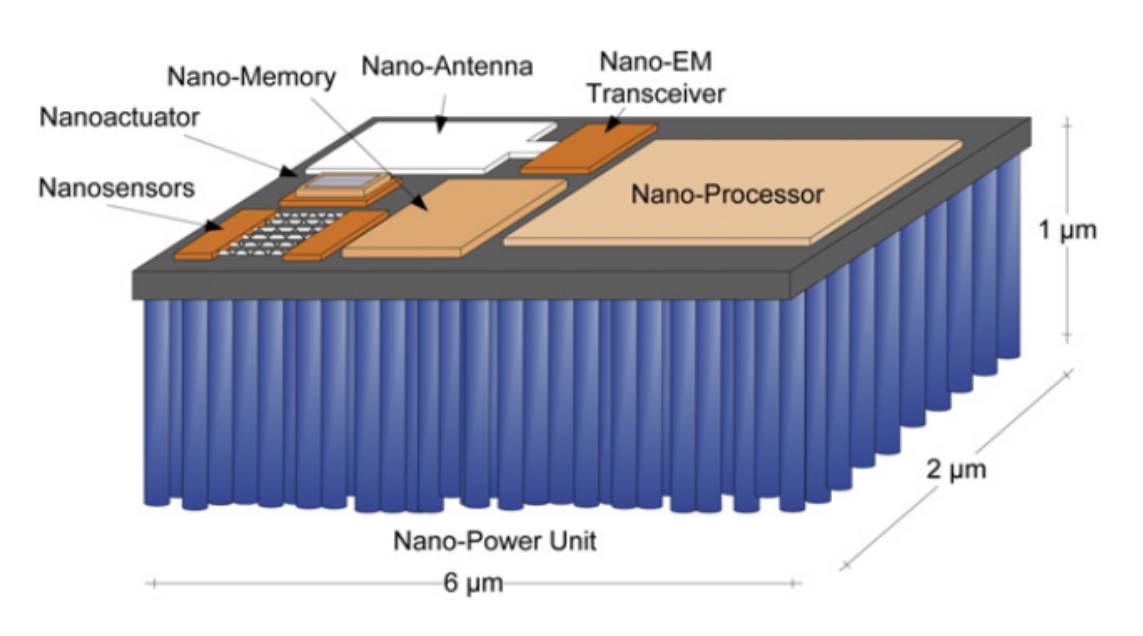 Nano-Memory
Nano-Antenna
Nano-EM
Transceiver
Nanoactuator
Nanosensors
Nano-Processor
1 μm
2 μm
Nano-Power Unit
6 μm